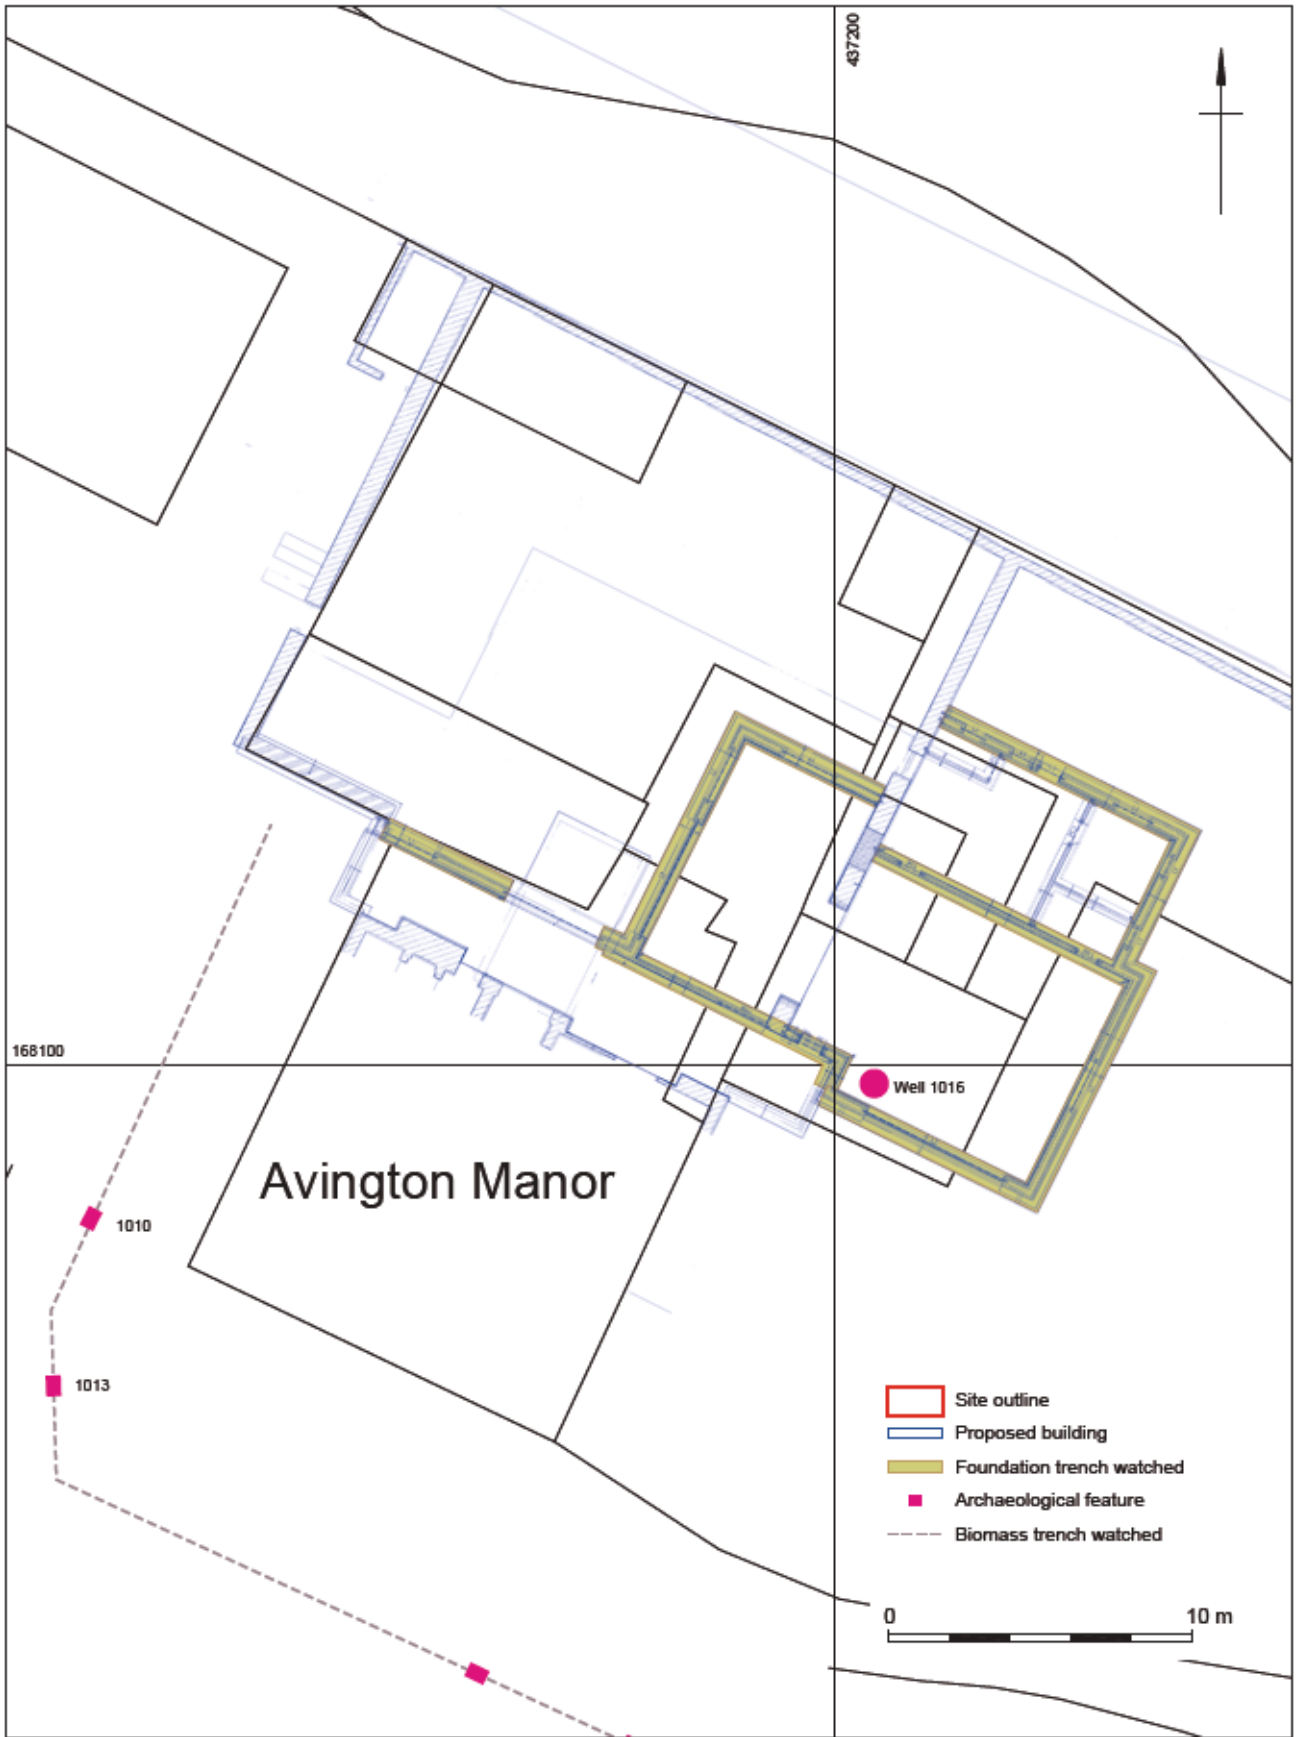 437200
168100
Well 1016
Avington Manor
1010
1013
Site outline
Proposed building
Foundation trench watched
Archaeological feature
Biomass trench watched
0 10 m